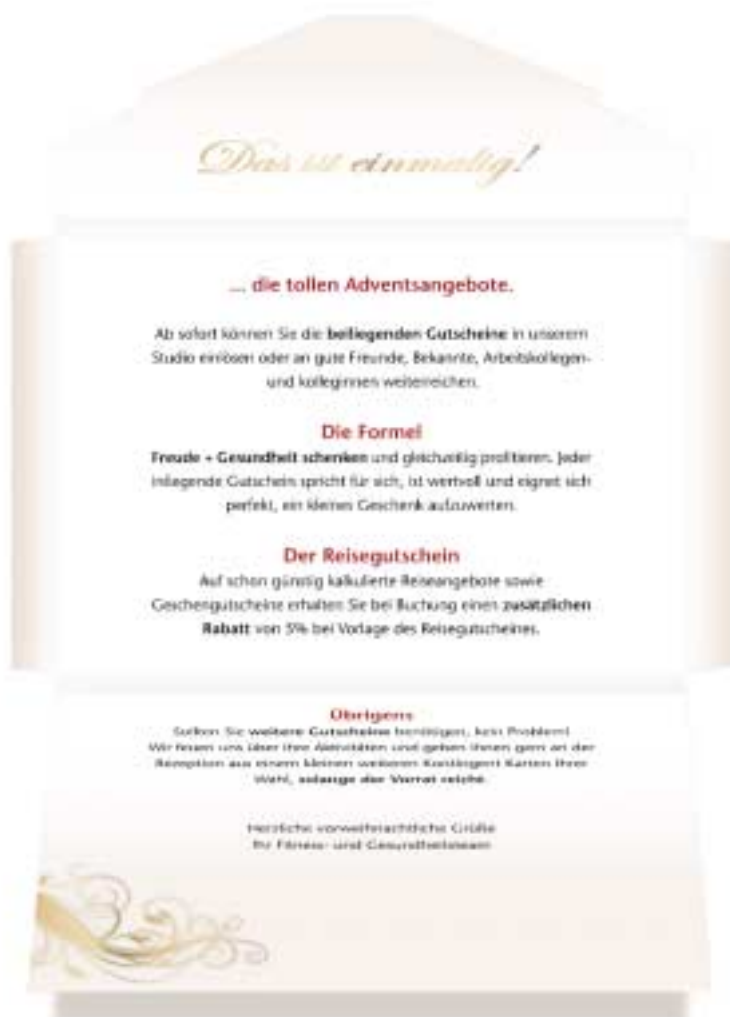 Das ist einmalig!
... die tollen Adventsangebote.
Ab sofort können Sie die beiliegenden Gutscheine in unserem
Studio einlösen oder an gute Freunde, Bekannte, Arbeitskollegen-
und kolleginnen weiterreichen.
Die Formel
Freude + Gesundheit schenken und gleichzeitig profitieren. Jeder
inliegende Gutschein spricht für sich, ist wertvoll und eignet sich
perfekt, ein kleines Geschenk aufzuwerten.
Der Reisegutschein
Auf schon günstig kalkulierte Reiseangebote sowie
Geschengutscheine erhalten Sie bei Buchung einen zusätzlichen
Rabatt von 5% bei Vorlage des Reisegutscheines.
Übrigens
Sollten Sie weitere Gutscheine benötigen, kein Problem!
Wir freuen uns über Ihre Aktivitäten und geben Ihnen gern an der
Rezeption aus einem kleinen weiteren Kontingent Karten Ihrer
Wahl, solange der Vorrat reicht.
Herzliche vorweihnachtliche Grüße
Ihr Fitness- und Gesundheitsteam